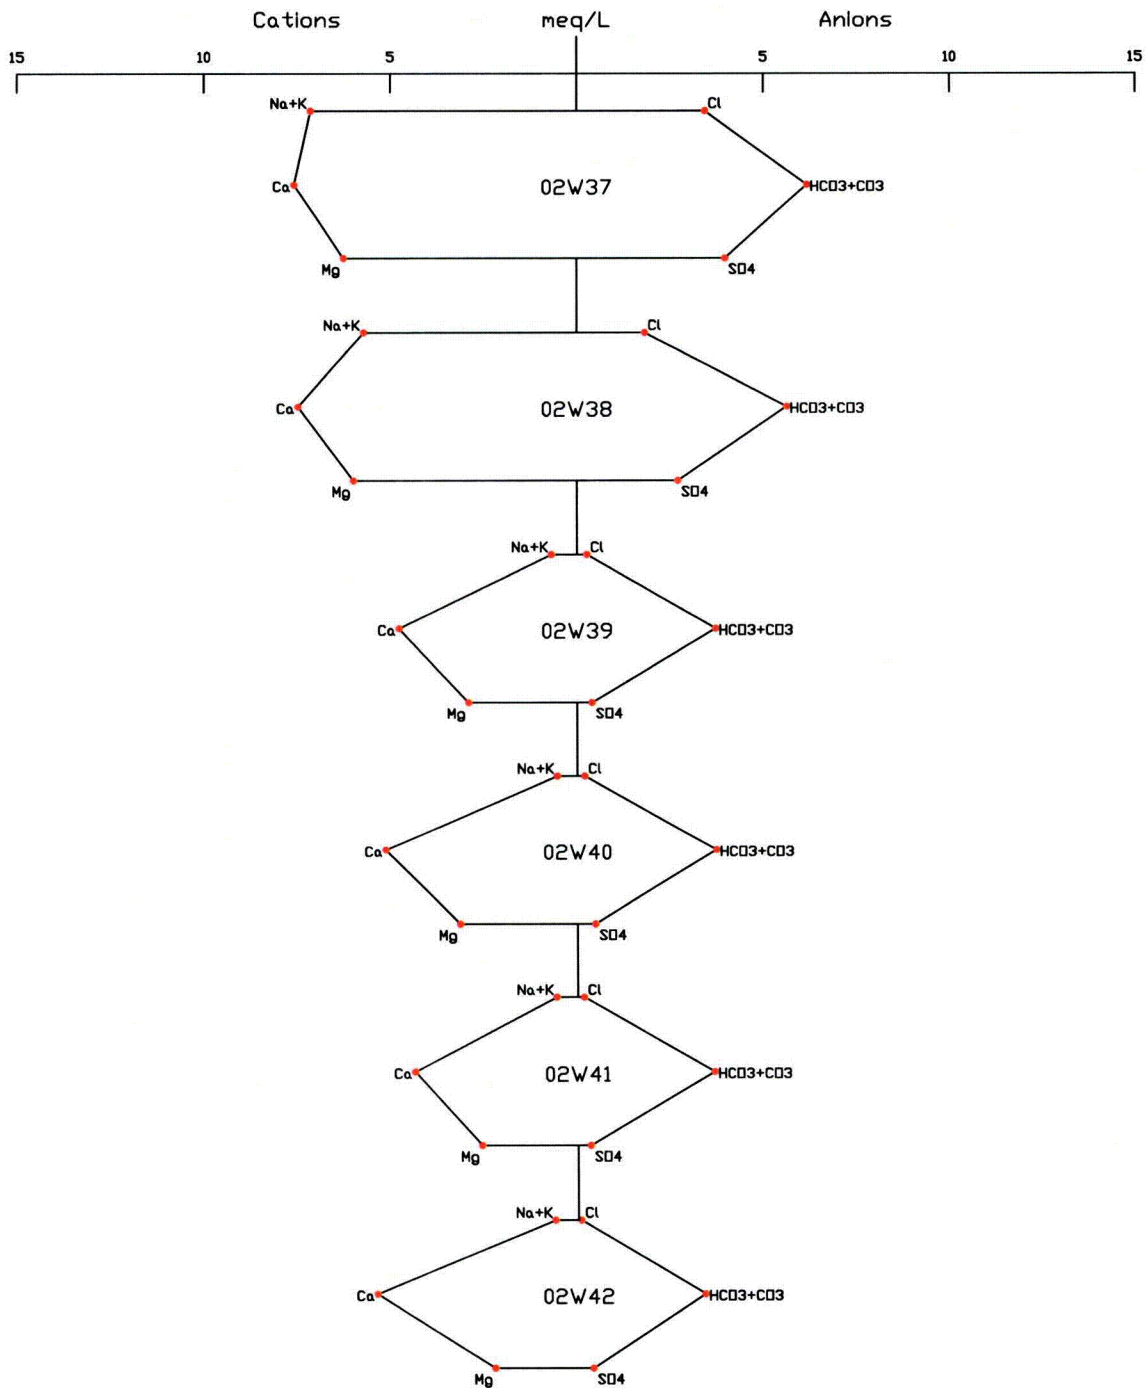 Cations meq/L Anions
15 10 5 5 10 15
Na+K Cl
Ca 02W37 HCO3+CO3
Mg SO4
Na+K Cl
Ca 02W38 HCO3+CO3
Mg SO4
Na+K Cl
Ca 02W39 HCO3+CO3
Mg SO4
Na+K Cl
Ca 02W40 HCO3+CO3
Mg SO4
Na+K Cl
Ca 02W41 HCO3+CO3
Mg SO4
Na+K Cl
Ca 02W42 HCO3+CO3
Mg SO4